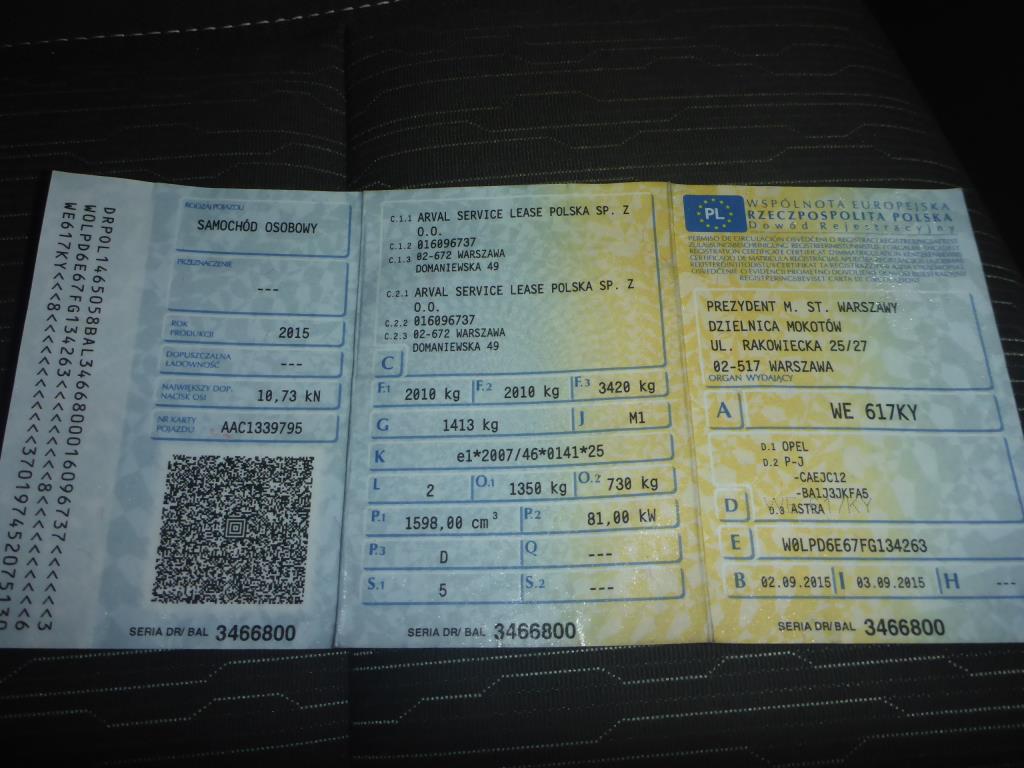 DRPOL1465058BAL3466800016096737<<<<<<3
W0LPD6E67FG134263<<<<<<<<
WE617KY<<8
RODZAJ POJAZDU
SAMOCHÓD OSOBOWY
PRZEZNACZENIE
---
ROK
PRODUKCJI 2015
DOPUSZCZALNA
ŁADOWNOŚĆ ---
NAJWIĘKSZY DOP.
NACISK OSI 10,73 kN
NR KARTY
POJAZDU AAC1339795
SERIA DR/ BAL 3466800
C.1.1 ARVAL SERVICE LEASE POLSKA SP. Z
O.O.
C.1.2 016096737
C.1.3 02-672 WARSZAWA
DOMANIEWSKA 49
C.2.1 ARVAL SERVICE LEASE POLSKA SP. Z
O.O.
C.2.2 016096737
C.2.3 02-672 WARSZAWA
DOMANIEWSKA 49
C
F.1 2010 kg F.2 2010 kg F.3 3420 kg
G 1413 kg J M1
K e1*2007/46*0141*25
L 2 O.1 1350 kg O.2 730 kg
P.1 1598,00 cm³ P.2 81,00 kW
P.3 D Q ---
S.1 5 S.2 ---
SERIA DR/ BAL 3466800
PL
WSPÓLNOTA EUROPEJSKA
RZECZPOSPOLITA POLSKA
Dowód Rejestracyjny
PREZYDENT M. ST. WARSZAWY
DZIELNICA MOKOTÓW
UL. RAKOWIECKA 25/27
02-517 WARSZAWA
ORGAN WYDAJĄCY
A WE 617KY
D.1 OPEL
D.2 P-J
-CAEJC12
-BA1J3JKFA5
D D.3 ASTRA
E W0LPD6E67FG134263
B 02.09.2015 I 03.09.2015 H ---
SERIA DR/ BAL 3466800